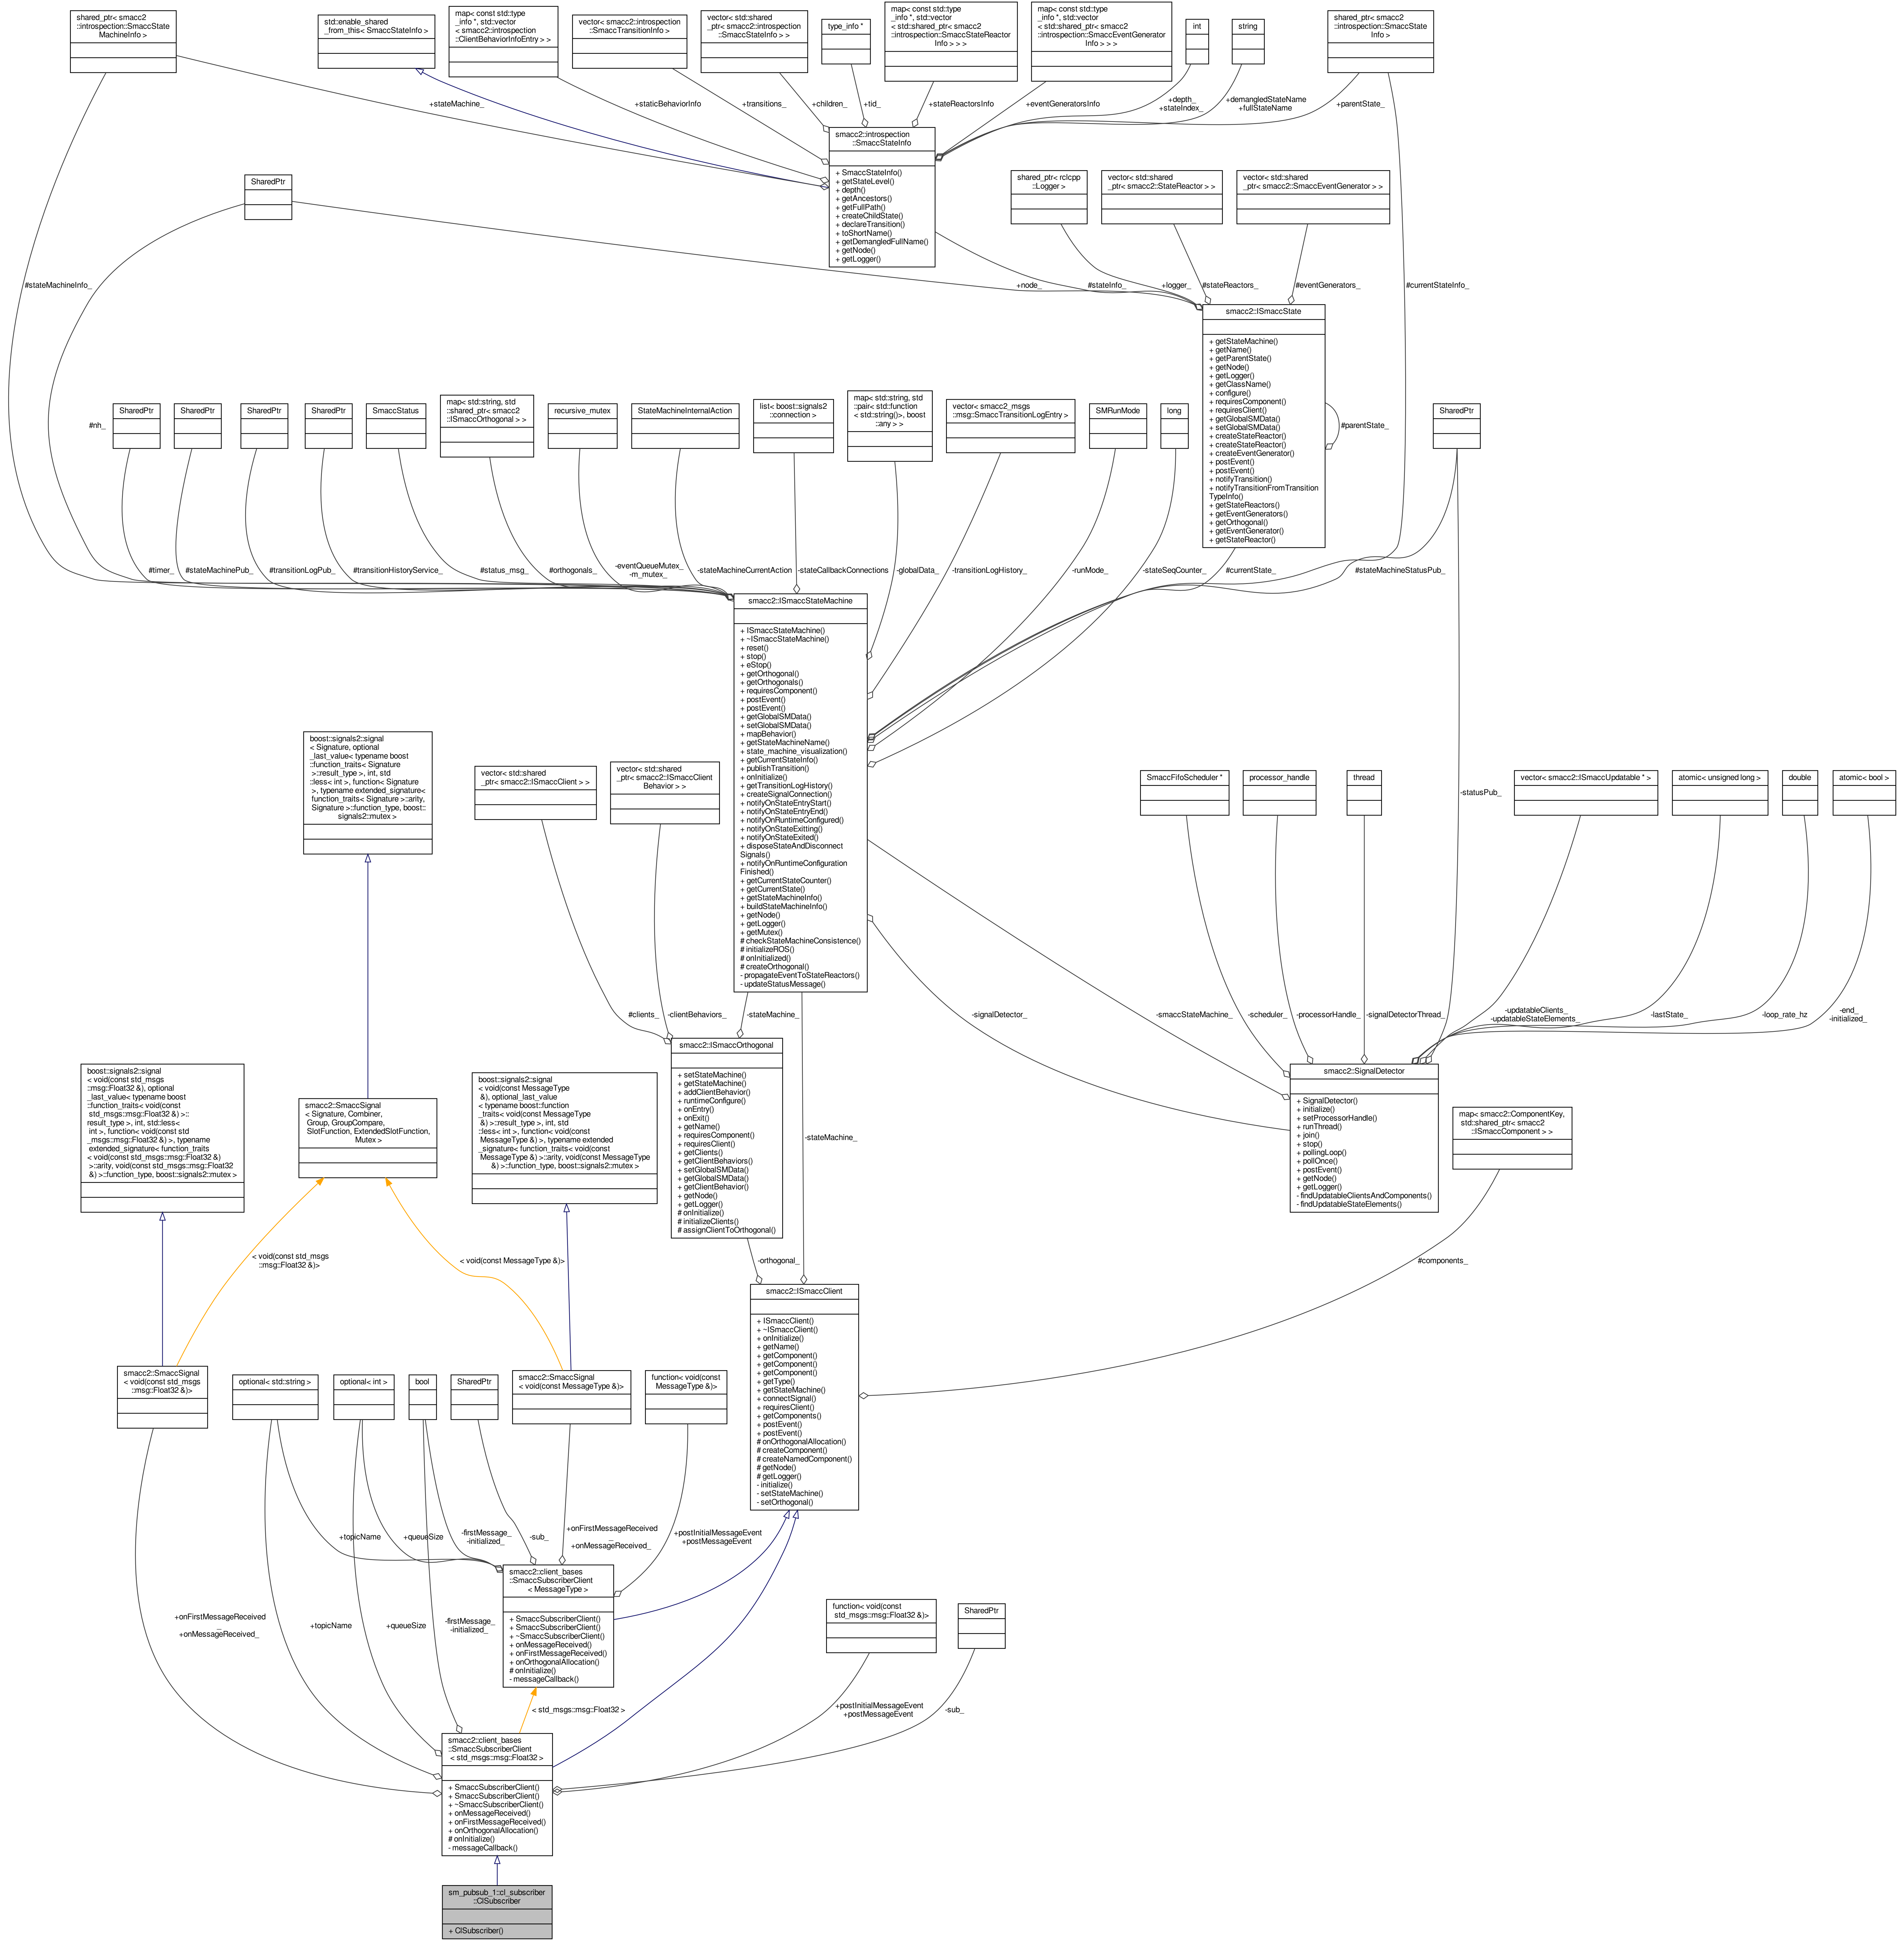 shared_ptr< smacc2
::introspection::SmaccState
MachineInfo >
std::enable_shared
_from_this< SmaccStateInfo >
map< const std::type
_info *, std::vector
< smacc2::introspection
::ClientBehaviorInfoEntry > >
vector< smacc2::introspection
::SmaccTransitionInfo >
vector< std::shared
_ptr< smacc2::introspection
::SmaccStateInfo > >
type_info *
map< const std::type
_info *, std::vector
< std::shared_ptr< smacc2
::introspection::SmaccStateReactor
Info > > >
map< const std::type
_info *, std::vector
< std::shared_ptr< smacc2
::introspection::SmaccEventGenerator
Info > > >
int
string
shared_ptr< smacc2
::introspection::SmaccState
Info >
+stateMachine_
+staticBehaviorInfo
+transitions_
+children_
+tid_
+stateReactorsInfo
+eventGeneratorsInfo
+depth_
+stateIndex_
+demangledStateName
+fullStateName
+parentState_
smacc2::introspection
::SmaccStateInfo
+ SmaccStateInfo()
+ getStateLevel()
+ depth()
+ getAncestors()
+ getFullPath()
+ createChildState()
+ declareTransition()
+ toShortName()
+ getDemangledFullName()
+ getNode()
+ getLogger()
SharedPtr
shared_ptr< rclcpp
::Logger >
vector< std::shared
_ptr< smacc2::StateReactor > >
vector< std::shared
_ptr< smacc2::SmaccEventGenerator > >
#stateMachineInfo_
+node_
#stateInfo_
+logger_
#stateReactors_
#eventGenerators_
#currentStateInfo_
smacc2::ISmaccState
+ getStateMachine()
+ getName()
+ getParentState()
+ getNode()
+ getLogger()
+ getClassName()
+ configure()
+ requiresComponent()
+ requiresClient()
+ getGlobalSMData()
+ setGlobalSMData()
+ createStateReactor()
+ createStateReactor()
+ createEventGenerator()
+ postEvent()
+ postEvent()
+ notifyTransition()
+ notifyTransitionFromTransition
TypeInfo()
+ getStateReactors()
+ getEventGenerators()
+ getOrthogonal()
+ getEventGenerator()
+ getStateReactor()
#parentState_
#nh_
SharedPtr
SharedPtr
SharedPtr
SharedPtr
SmaccStatus
map< std::string, std
::shared_ptr< smacc2
::ISmaccOrthogonal > >
recursive_mutex
StateMachineInternalAction
list< boost::signals2
::connection >
map< std::string, std
::pair< std::function
< std::string()>, boost
::any > >
vector< smacc2_msgs
::msg::SmaccTransitionLogEntry >
SMRunMode
long
SharedPtr
#timer_
#stateMachinePub_
#transitionLogPub_
#transitionHistoryService_
#status_msg_
#orthogonals_
-eventQueueMutex_
-m_mutex_
-stateMachineCurrentAction
-stateCallbackConnections
-globalData_
-transitionLogHistory_
-runMode_
-stateSeqCounter_
#currentState_
#stateMachineStatusPub_
smacc2::ISmaccStateMachine
+ ISmaccStateMachine()
+ ~ISmaccStateMachine()
+ reset()
+ stop()
+ eStop()
+ getOrthogonal()
+ getOrthogonals()
+ requiresComponent()
+ postEvent()
+ postEvent()
+ getGlobalSMData()
+ setGlobalSMData()
+ mapBehavior()
+ getStateMachineName()
+ state_machine_visualization()
+ getCurrentStateInfo()
+ publishTransition()
+ onInitialize()
+ getTransitionLogHistory()
+ createSignalConnection()
+ notifyOnStateEntryStart()
+ notifyOnStateEntryEnd()
+ notifyOnRuntimeConfigured()
+ notifyOnStateExitting()
+ notifyOnStateExited()
+ disposeStateAndDisconnect
Signals()
+ notifyOnRuntimeConfiguration
Finished()
+ getCurrentStateCounter()
+ getCurrentState()
+ getStateMachineInfo()
+ buildStateMachineInfo()
+ getNode()
+ getLogger()
+ getMutex()
# checkStateMachineConsistence()
# initializeROS()
# onInitialized()
# createOrthogonal()
- propagateEventToStateReactors()
- updateStatusMessage()
boost::signals2::signal
< Signature, optional
_last_value< typename boost
::function_traits< Signature
>::result_type >, int, std
::less< int >, function< Signature
>, typename extended_signature<
function_traits< Signature >::arity,
Signature >::function_type, boost::
signals2::mutex >
vector< std::shared
_ptr< smacc2::ISmaccClient > >
vector< std::shared
_ptr< smacc2::ISmaccClient
Behavior > >
SmaccFifoScheduler *
processor_handle
thread
-statusPub_
vector< smacc2::ISmaccUpdatable * >
atomic< unsigned long >
double
atomic< bool >
#clients_
-clientBehaviors_
-stateMachine_
-signalDetector_
-smaccStateMachine_
-scheduler_
-processorHandle_
-signalDetectorThread_
-updatableClients_
-updatableStateElements_
-lastState_
-loop_rate_hz
-end_
-initialized_
smacc2::ISmaccOrthogonal
+ setStateMachine()
+ getStateMachine()
+ addClientBehavior()
+ runtimeConfigure()
+ onEntry()
+ onExit()
+ getName()
+ requiresComponent()
+ requiresClient()
+ getClients()
+ getClientBehaviors()
+ setGlobalSMData()
+ getGlobalSMData()
+ getClientBehavior()
+ getNode()
+ getLogger()
# onInitialize()
# initializeClients()
# assignClientToOrthogonal()
smacc2::SignalDetector
+ SignalDetector()
+ initialize()
+ setProcessorHandle()
+ runThread()
+ join()
+ stop()
+ pollingLoop()
+ pollOnce()
+ postEvent()
+ getNode()
+ getLogger()
- findUpdatableClientsAndComponents()
- findUpdatableStateElements()
boost::signals2::signal
< void(const std_msgs
::msg::Float32 &), optional
_last_value< typename boost
::function_traits< void(const
std_msgs::msg::Float32 &) >::
result_type >, int, std::less<
int >, function< void(const std
_msgs::msg::Float32 &) >, typename
extended_signature< function_traits
< void(const std_msgs::msg::Float32 &)
>::arity, void(const std_msgs::msg::Float32
&) >::function_type, boost::signals2::mutex >
smacc2::SmaccSignal
< Signature, Combiner,
Group, GroupCompare,
SlotFunction, ExtendedSlotFunction,
Mutex >
boost::signals2::signal
< void(const MessageType
&), optional_last_value
< typename boost::function
_traits< void(const MessageType
&) >::result_type >, int, std
::less< int >, function< void(const
MessageType &) >, typename extended
_signature< function_traits< void(const
MessageType &) >::arity, void(const MessageType
&) >::function_type, boost::signals2::mutex >
map< smacc2::ComponentKey,
std::shared_ptr< smacc2
::ISmaccComponent > >
-stateMachine_
< void(const std_msgs
::msg::Float32 &)>
< void(const MessageType &)>
-orthogonal_
#components_
smacc2::ISmaccClient
+ ISmaccClient()
+ ~ISmaccClient()
+ onInitialize()
+ getName()
+ getComponent()
+ getComponent()
+ getComponent()
+ getType()
+ getStateMachine()
+ connectSignal()
+ requiresClient()
+ getComponents()
+ postEvent()
+ postEvent()
# onOrthogonalAllocation()
# createComponent()
# createNamedComponent()
# getNode()
# getLogger()
- initialize()
- setStateMachine()
- setOrthogonal()
smacc2::SmaccSignal
< void(const std_msgs
::msg::Float32 &)>
optional< std::string >
optional< int >
bool
SharedPtr
smacc2::SmaccSignal
< void(const MessageType &)>
function< void(const
MessageType &)>
+topicName
+queueSize
-firstMessage_
-initialized_
-sub_
+onFirstMessageReceived
_
+onMessageReceived_
+postInitialMessageEvent
+postMessageEvent
smacc2::client_bases
::SmaccSubscriberClient
< MessageType >
+ SmaccSubscriberClient()
+ SmaccSubscriberClient()
+ ~SmaccSubscriberClient()
+ onMessageReceived()
+ onFirstMessageReceived()
+ onOrthogonalAllocation()
# onInitialize()
- messageCallback()
function< void(const
std_msgs::msg::Float32 &)>
SharedPtr
+onFirstMessageReceived
_
+onMessageReceived_
+topicName
+queueSize
-firstMessage_
-initialized_
< std_msgs::msg::Float32 >
+postInitialMessageEvent
+postMessageEvent
-sub_
smacc2::client_bases
::SmaccSubscriberClient
< std_msgs::msg::Float32 >
+ SmaccSubscriberClient()
+ SmaccSubscriberClient()
+ ~SmaccSubscriberClient()
+ onMessageReceived()
+ onFirstMessageReceived()
+ onOrthogonalAllocation()
# onInitialize()
- messageCallback()
sm_pubsub_1::cl_subscriber
::ClSubscriber
+ ClSubscriber()